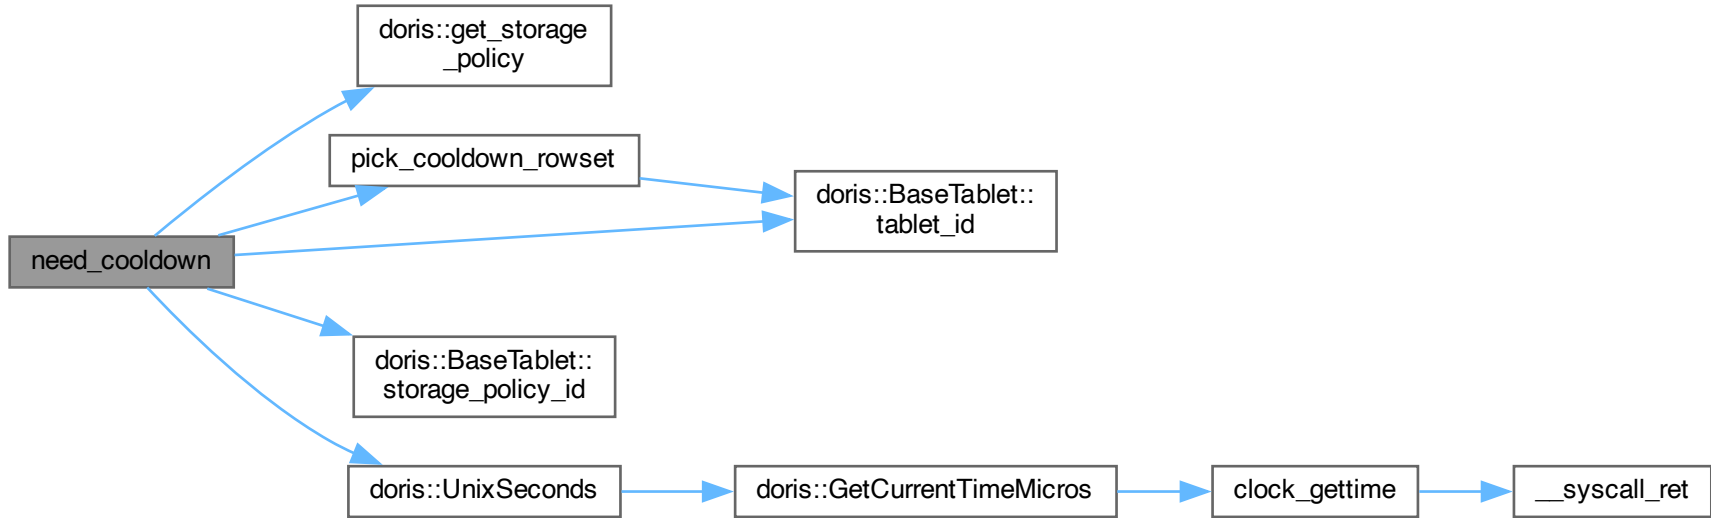 doris::get_storage
_policy
pick_cooldown_rowset
doris::BaseTablet::
tablet_id
need_cooldown
doris::BaseTablet::
storage_policy_id
doris::UnixSeconds
doris::GetCurrentTimeMicros
clock_gettime
__syscall_ret